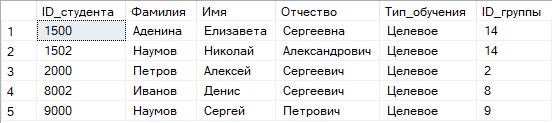 ID_студента Фамилия Имя Отчество Тип_обучения ID_группы
1 1500 Аденина Елизавета Сергеевна Целевое 14
2 1502 Наумов Николай Александрович Целевое 14
3 2000 Петров Алексей Сергеевич Целевое 2
4 8002 Иванов Денис Сергеевич Целевое 8
5 9000 Наумов Сергей Петрович Целевое 9